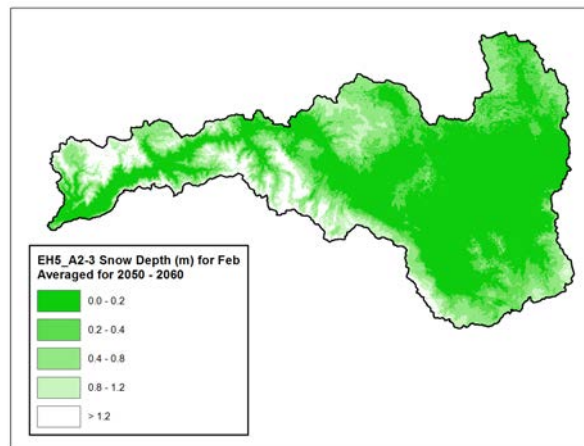 EH5_A2-3 Snow Depth (m) for Feb
Averaged for 2050 - 2060
0.0 - 0.2
0.2 - 0.4
0.4 - 0.8
0.8 - 1.2
> 1.2